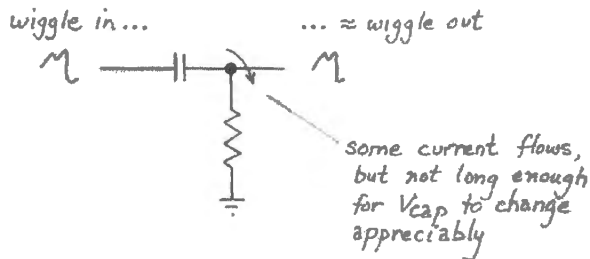 wiggle in...
... ≈ wiggle out
some current flows,
but not long enough
for Vcap to change
appreciably